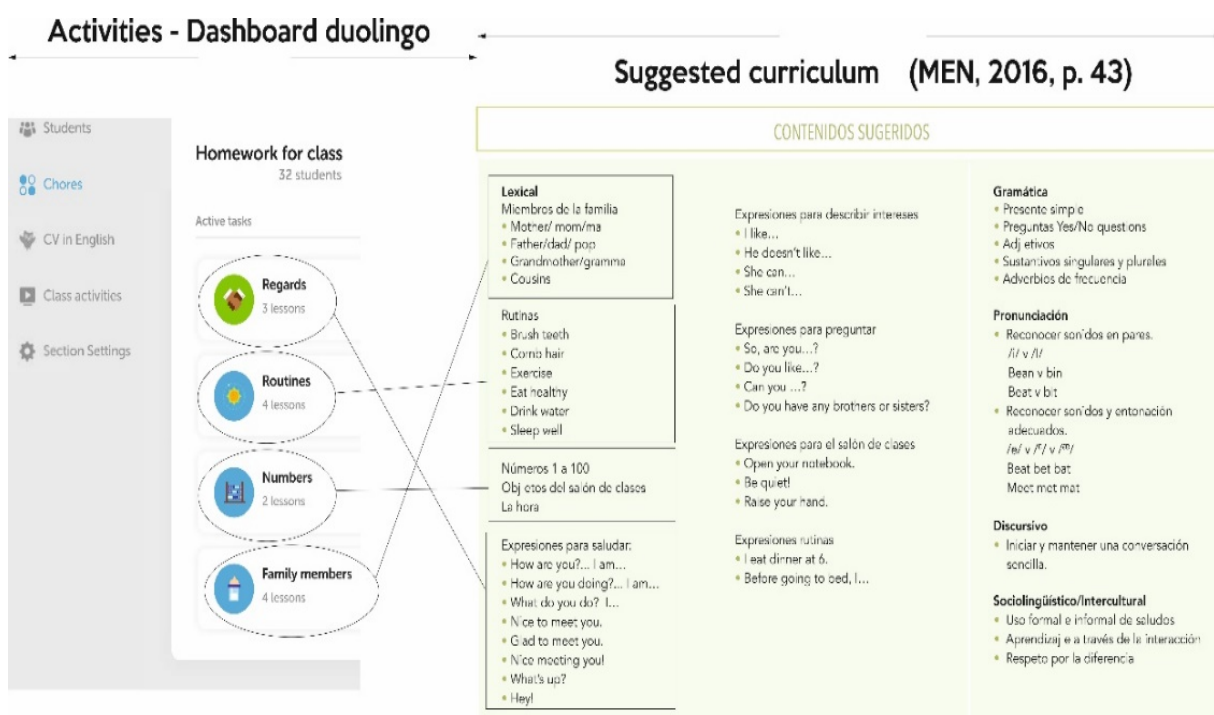 Activities - Dashboard duolingo
Suggested curriculum (MEN, 2016, p. 43)
Students
Chores
CV in English
Class activities
Section Settings
Homework for class
32 students
Active tasks
Regards
3 lessons
Routines
4 lessons
Numbers
2 lessons
Family members
4 lessons
CONTENIDOS SUGERIDOS
Lexical
Miembros de la familia
• Mother/ mom/ma
• Father/dad/ pop
• Grandmother/gramma
• Cousins
Rutinas
• Brush teeth
• Comb hair
• Exercise
• Eat healthy
• Drink water
• Sleep well
Números 1 a 100
Obj etos del salón de clases
La hora
Expresiones para saludar:
• How are you?... I am...
• How are you doing?... I am...
• What do you do? I...
• Nice to meet you.
• Glad to meet you.
• Nice meeting you!
• What's up?
• Hey!
Expresiones para describir intereses
• I like...
• He doesn't like...
• She can...
• She can't...
Expresiones para preguntar
• So, are you...?
• Do you like...?
• Can you ...?
• Do you have any brothers or sisters?
Expresiones para el salón de clases
• Open your notebook.
• Be quiet!
• Raise your hand.
Expresiones rutinas
• I eat dinner at 6.
• Before going to bed, I...
Gramática
• Presente simple
• Preguntas Yes/No questions
• Adj etivos
• Sustantivos singulares y plurales
• Adverbios de frecuencia
Pronunciación
• Reconocer sonidos en pares.
/i/ v /I/
Bean v bin
Beat v bit
• Reconocer sonidos y entonación
adecuados.
Beat bet bat
Meet met mat
Discursivo
• Iniciar y mantener una conversación
sencilla.
Sociolingüístico/Intercultural
• Uso formal e informal de saludos
• Aprendizaj e a través de la interacción
• Respeto por la diferencia